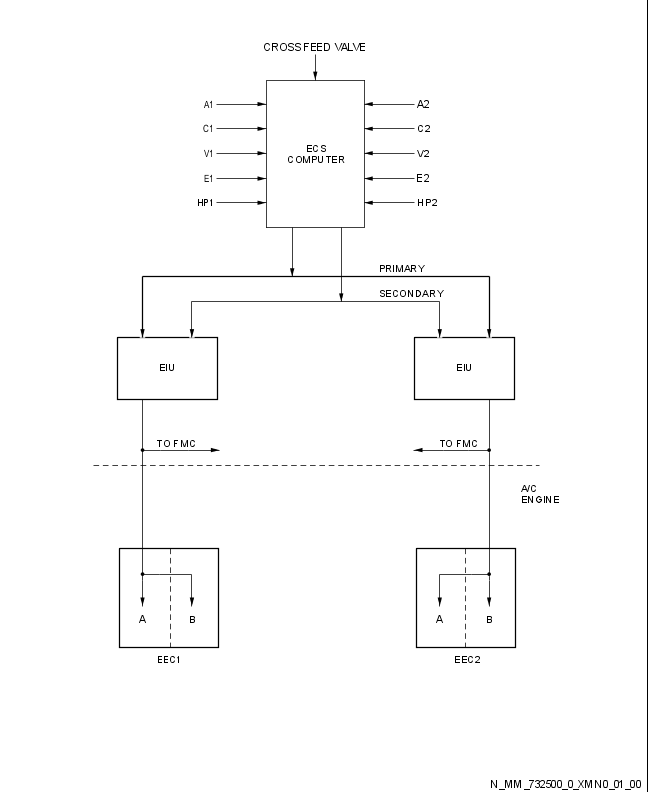 CROSSFEED VALVE
A1
A2
C1
C2
ECS
COMPUTER
V1
V2
E1
E2
HP1
HP2
PRIMARY
SECONDARY
EIU
EIU
TO FMC
TO FMC
A/C
ENGINE
A
B
A
B
EEC1
EEC2
N_MM_732500_0_XMN0_01_00